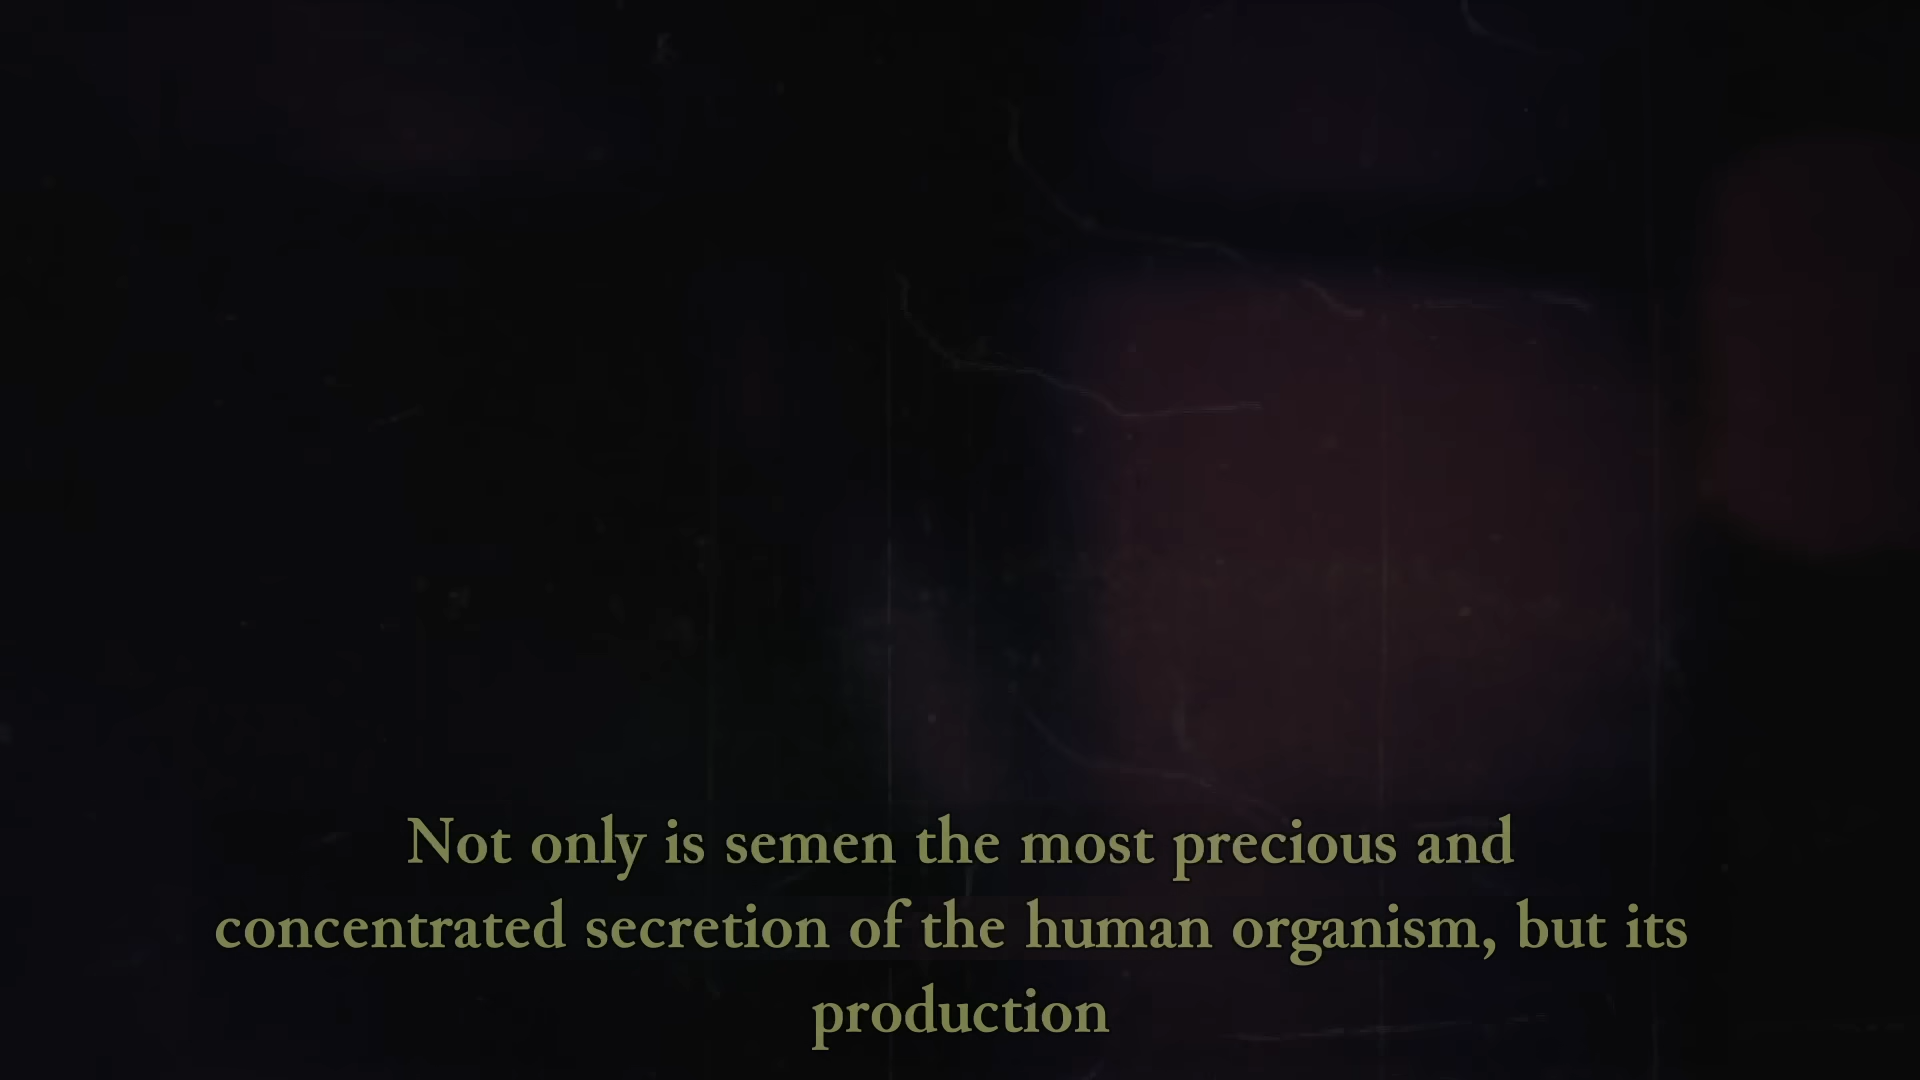 Not only is semen the most precious and
concentrated secretion of the human organism, but its
production